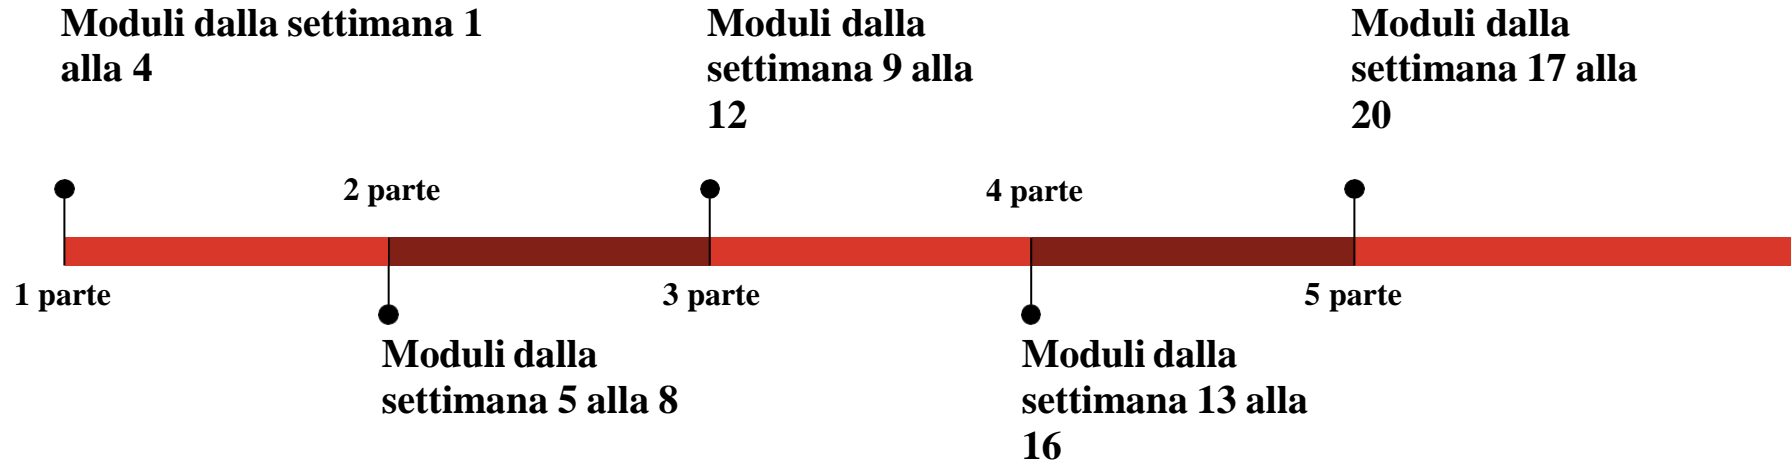 Moduli dalla settimana 1
alla 4
Moduli dalla
settimana 9 alla
12
Moduli dalla
settimana 17 alla
20
2 parte
4 parte
1 parte
3 parte
5 parte
Moduli dalla
settimana 5 alla 8
Moduli dalla
settimana 13 alla
16